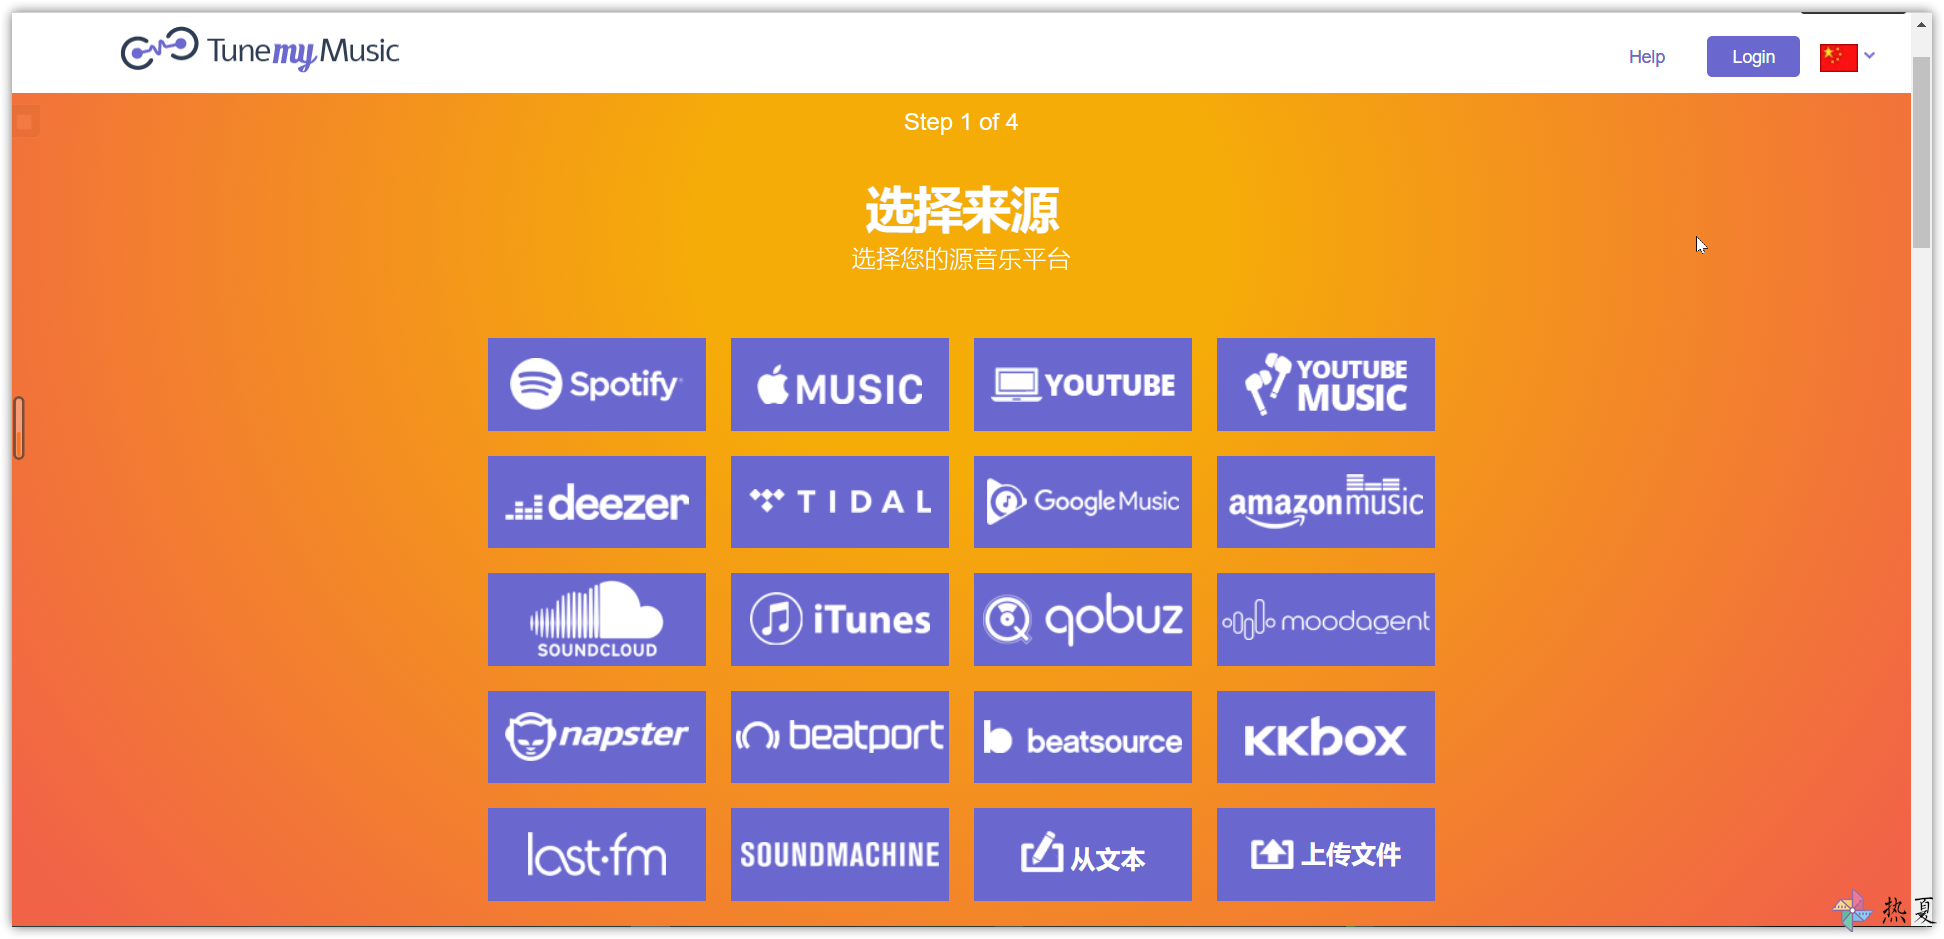 TunemyMusic
Help
Login
Step 1 of 4
选择来源
选择您的源音乐平台
Spotify
MUSIC
YOUTUBE
YOUTUBE
MUSIC
deezer
TIDAL
Google Music
amazon music
SOUNDCLOUD
iTunes
qobuz
moodagent
napster
beatport
beatsource
KKBOX
last.fm
SOUNDMACHINE
从文本
上传文件
热夏